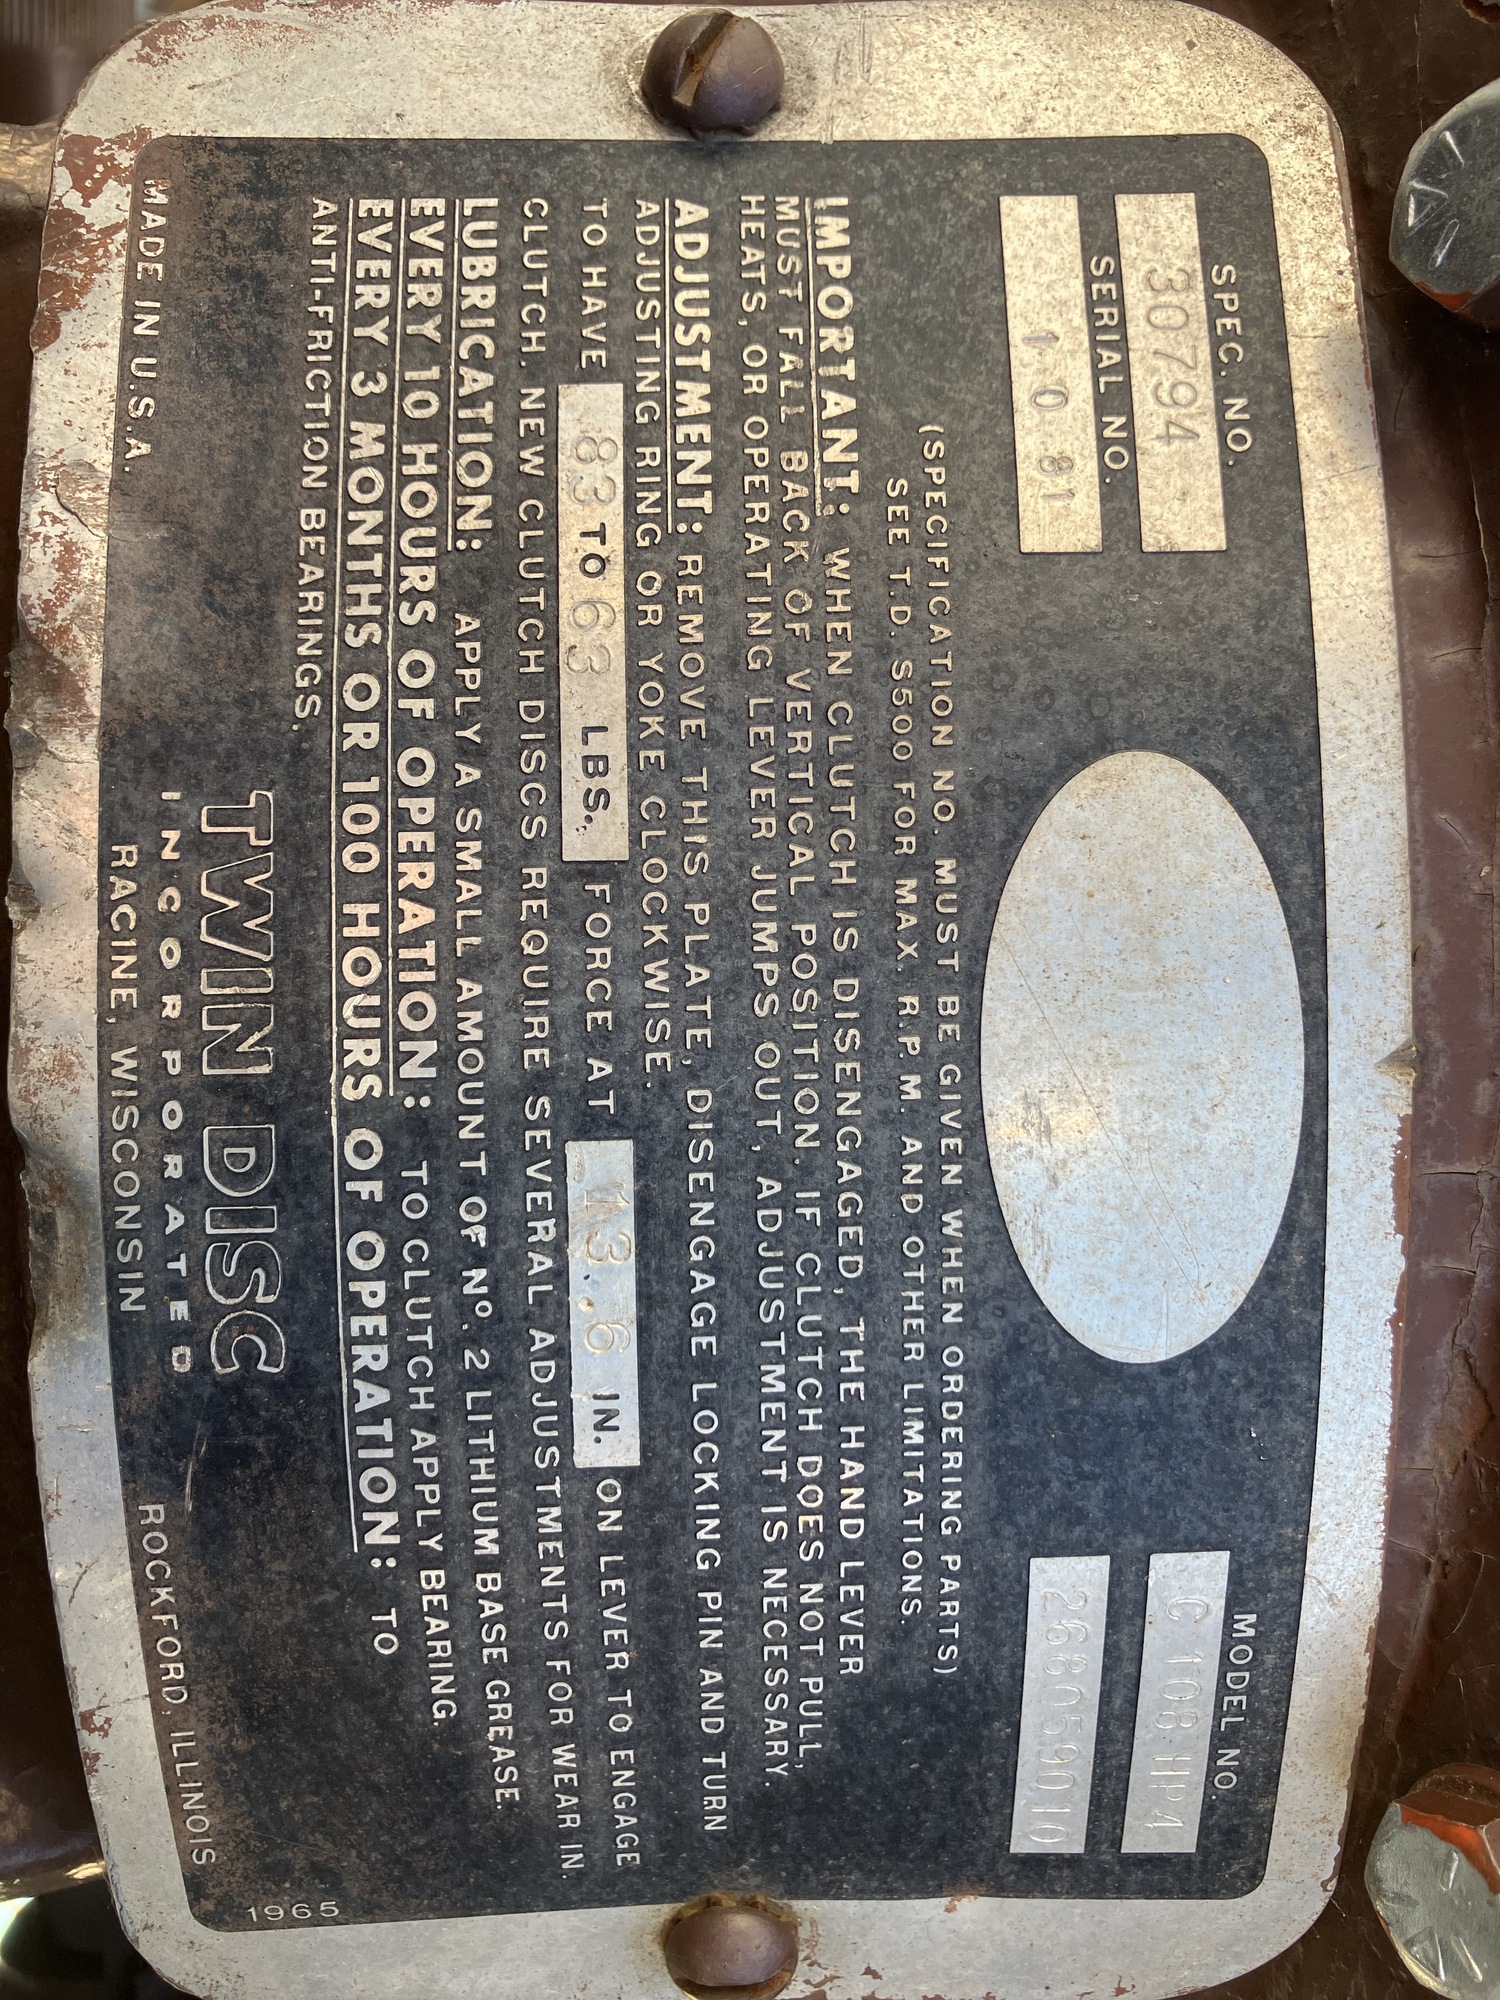 SPEC. NO.
307941
SERIAL NO.
1081
MODEL NO.
C 108 HP4
268059010
(SPECIFICATION NO. MUST BE GIVEN WHEN ORDERING PARTS)
SEE T.D. S500 FOR MAX. R.P.M. AND OTHER LIMITATIONS.
IMPORTANT: WHEN CLUTCH IS DISENGAGED, THE HAND LEVER
MUST FALL BACK OF VERTICAL POSITION. IF CLUTCH DOES NOT PULL,
HEATS, OR OPERATING LEVER JUMPS OUT, ADJUSTMENT IS NECESSARY.
ADJUSTMENT: REMOVE THIS PLATE, DISENGAGE LOCKING PIN AND TURN
ADJUSTING RING OR YOKE CLOCKWISE.
TO HAVE 83 TO 63 LBS. FORCE AT 13.6 IN. ON LEVER TO ENGAGE
CLUTCH. NEW CLUTCH DISCS REQUIRE SEVERAL ADJUSTMENTS FOR WEAR IN.
LUBRICATION: APPLY A SMALL AMOUNT OF Nº. 2 LITHIUM BASE GREASE.
EVERY 10 HOURS OF OPERATION: TO CLUTCH APPLY BEARING.
EVERY 3 MONTHS OR 100 HOURS OF OPERATION: TO
ANTI-FRICTION BEARINGS.
TWIN DISC
INCORPORATED
MADE IN U.S.A.
RACINE, WISCONSIN
ROCKFORD, ILLINOIS
1965